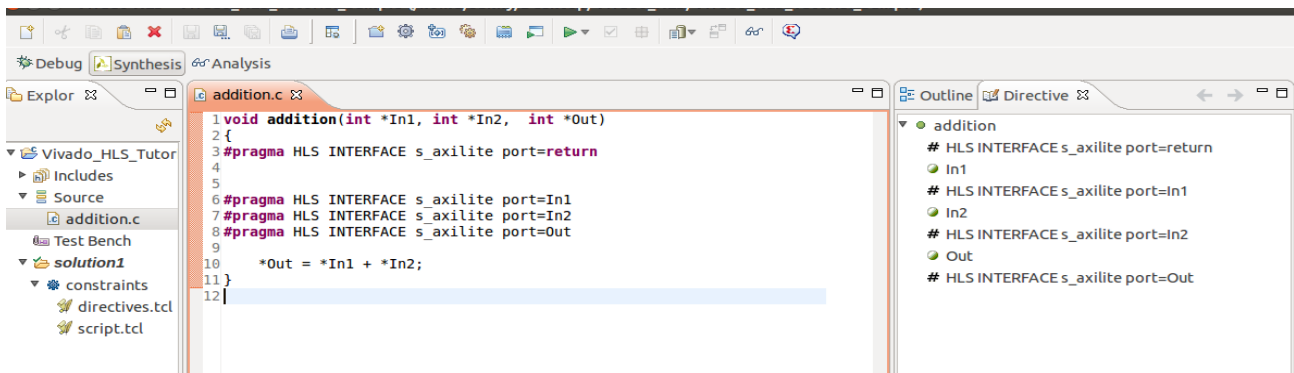 Debug Synthesis Analysis
Explor
addition.c
Outline Directive
Vivado_HLS_Tutor
Includes
Source
addition.c
Test Bench
solution1
constraints
directives.tcl
script.tcl
1 void addition(int *In1, int *In2,  int *Out)
2 {
3 #pragma HLS INTERFACE s_axilite port=return
4
5
6 #pragma HLS INTERFACE s_axilite port=In1
7 #pragma HLS INTERFACE s_axilite port=In2
8 #pragma HLS INTERFACE s_axilite port=Out
9
10     *Out = *In1 + *In2;
11 }
12
addition
# HLS INTERFACE s_axilite port=return
In1
# HLS INTERFACE s_axilite port=In1
In2
# HLS INTERFACE s_axilite port=In2
Out
# HLS INTERFACE s_axilite port=Out